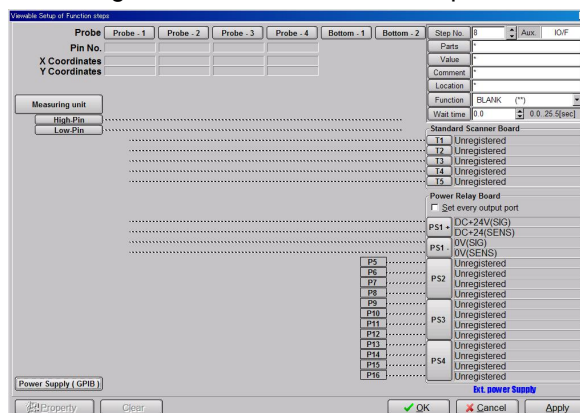 Viewable Setup of Function steps
Probe Probe - 1 Probe - 2 Probe - 3 Probe - 4 Bottom - 1 Bottom - 2 Step No. 8 Aux. IO/F
Pin No. Parts *
X Coordinates Value *
Y Coordinates Comment *
Location *
Function BLANK ("")
Wait time 0.0 0.0..25.5[sec]
Measuring unit
High-Pin
Low-Pin
Standard Scanner Board
T1 Unregistered
T2 Unregistered
T3 Unregistered
T4 Unregistered
T5 Unregistered
Power Relay Board
Set every output port
PS1 + DC+24V(SIG)
DC+24(SENS)
PS1 - 0V(SIG)
0V(SENS)
P5 PS2 Unregistered
P6 Unregistered
P7 Unregistered
P8 Unregistered
P9 PS3 Unregistered
P10 Unregistered
P11 Unregistered
P12 Unregistered
P13 PS4 Unregistered
P14 Unregistered
P15 Unregistered
P16 Unregistered
Power Supply ( GPIB ) Ext. power Supply
Property Clear OK Cancel Apply